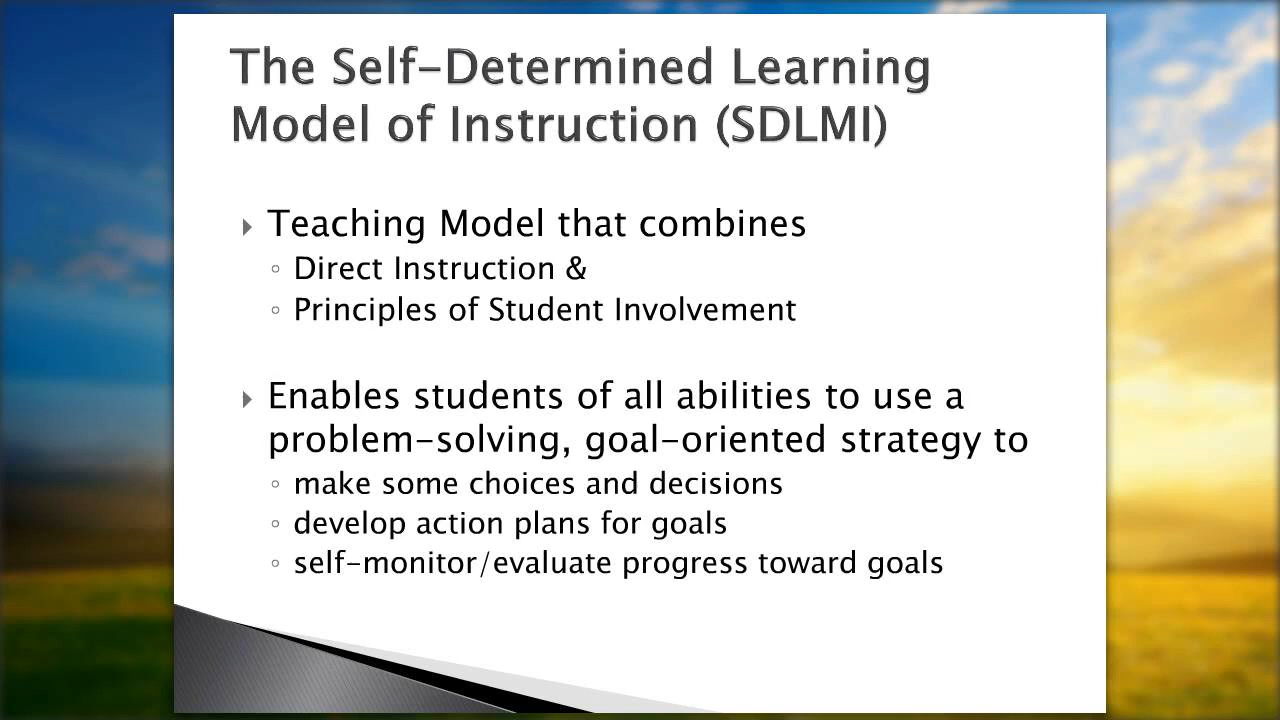 The Self-Determined Learning
Model of Instruction (SDLMI)
Teaching Model that combines
Direct Instruction &
Principles of Student Involvement
Enables students of all abilities to use a
problem-solving, goal-oriented strategy to
make some choices and decisions
develop action plans for goals
self-monitor/evaluate progress toward goals